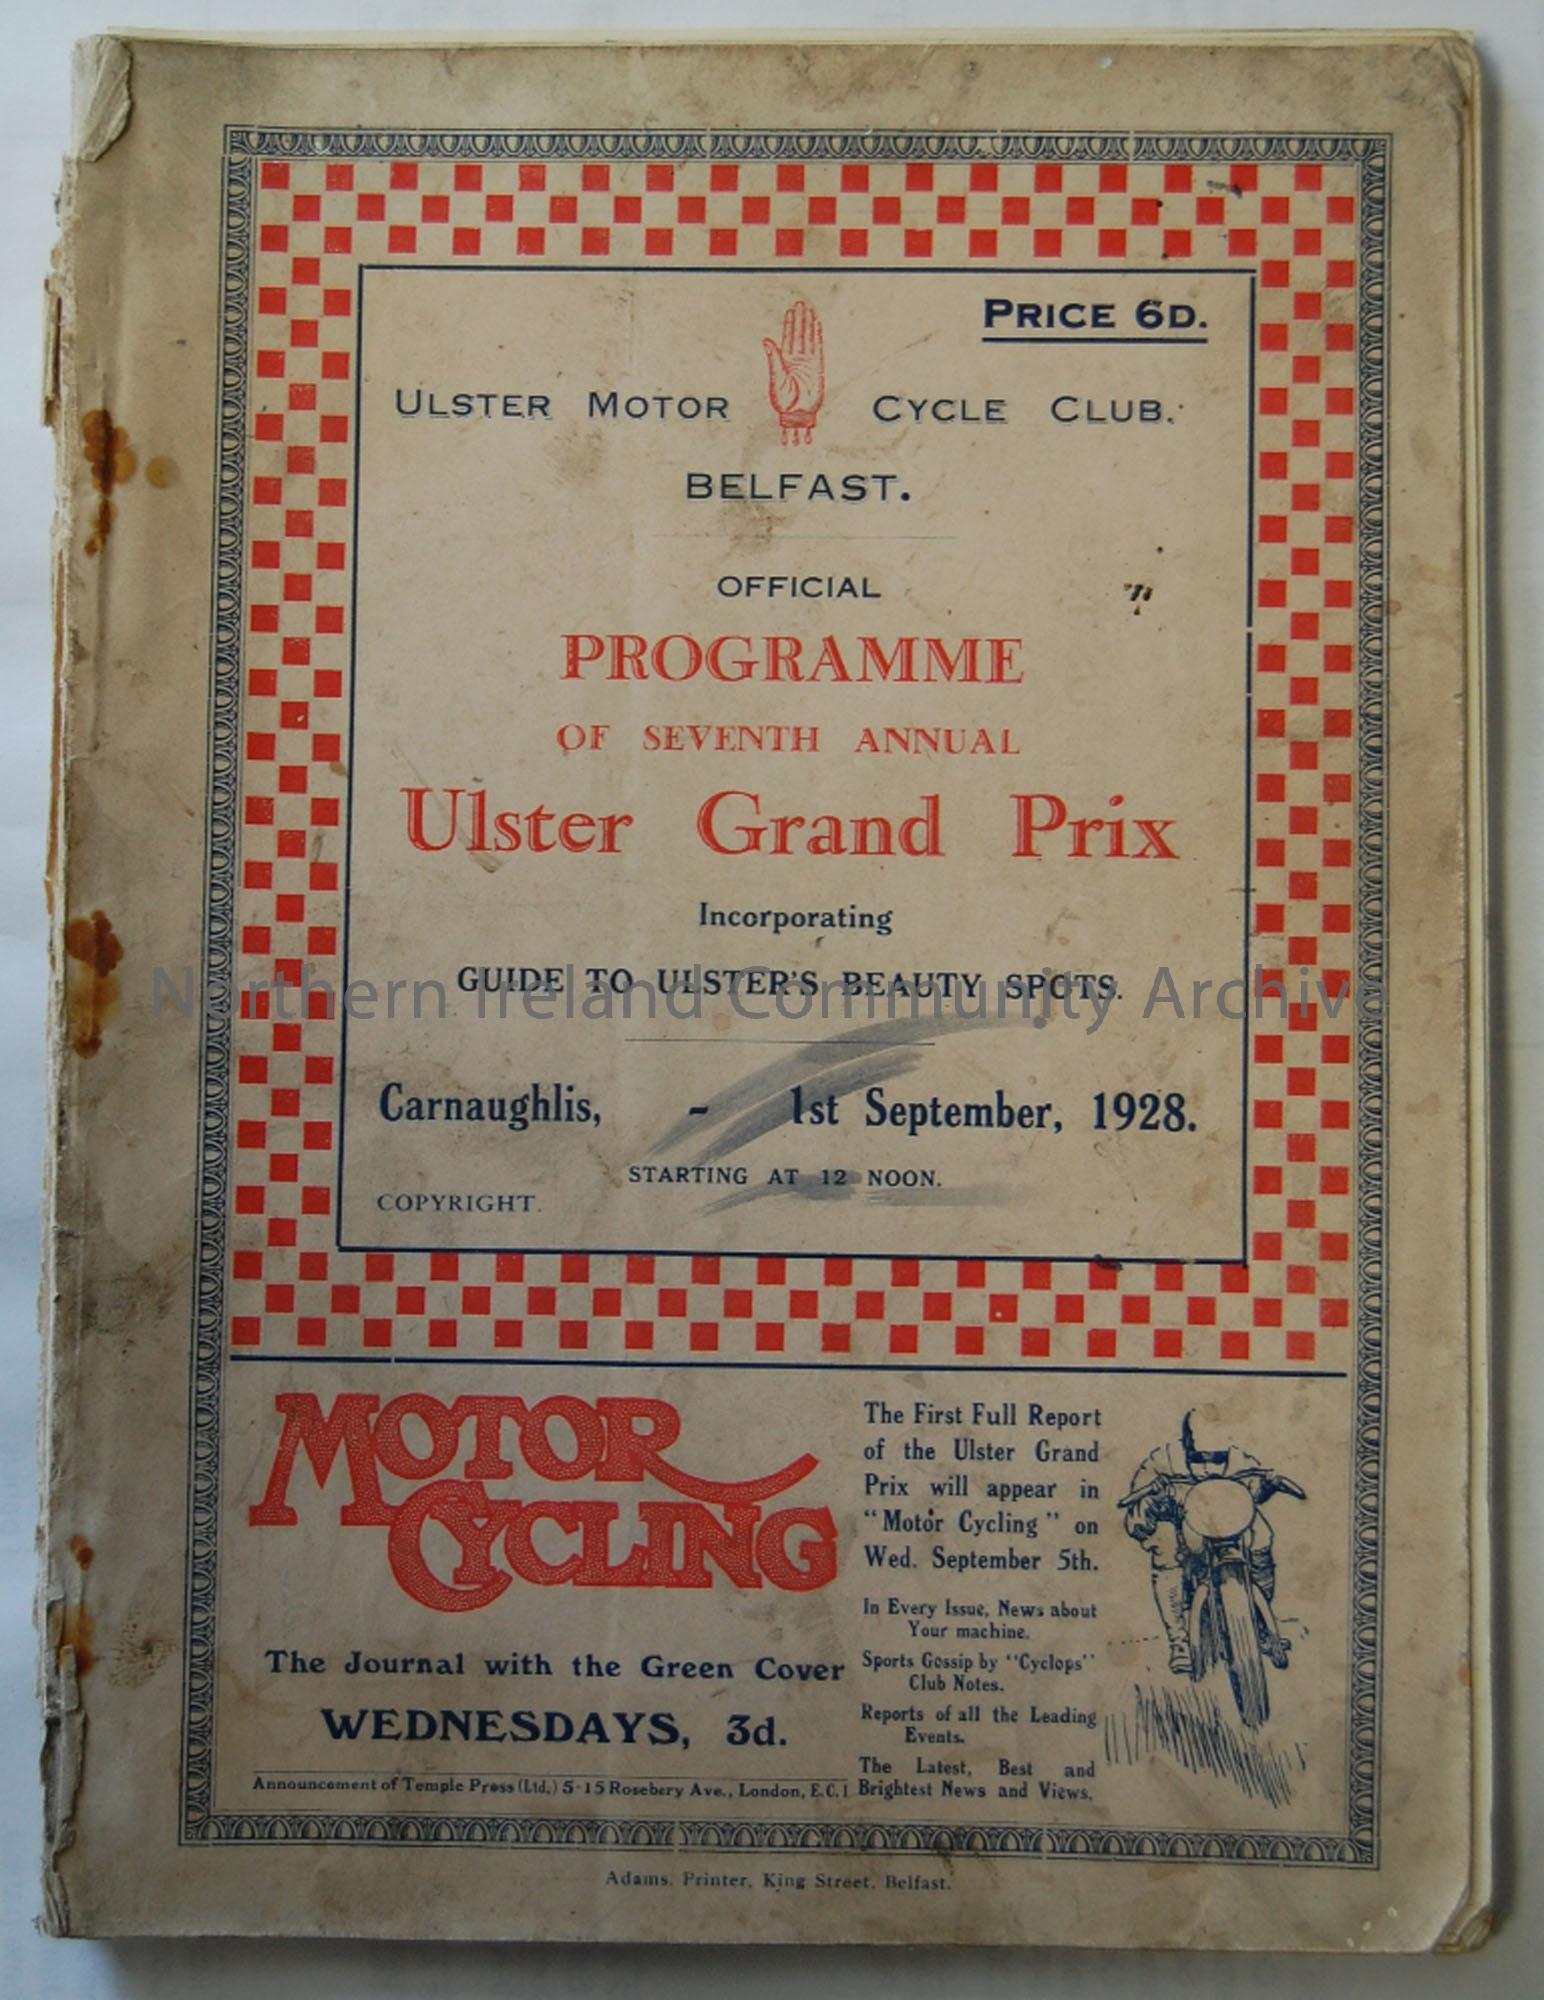 PRICE 6D.
ULSTER MOTOR CYCLE CLUB.
BELFAST.
OFFICIAL
PROGRAMME
OF SEVENTH ANNUAL
Ulster Grand Prix
Incorporating
GUIDE TO ULSTER'S BEAUTY SPOTS.
Northern Ireland Community Archive
Carnaughlis, - 1st September, 1928.
STARTING AT 12 NOON.
COPYRIGHT.
MOTOR
CYCLING
The Journal with the Green Cover
WEDNESDAYS, 3d.
Announcement of Temple Press (Ltd.) 5-15 Rosebery Ave., London, E.C.1
The First Full Report
of the Ulster Grand
Prix will appear in
"Motor Cycling" on
Wed. September 5th.
In Every Issue, News about
Your machine.
Sports Gossip by "Cyclops"
Club Notes.
Reports of all the Leading
Events.
The Latest, Best and
Brightest News and Views.
Adams, Printer, King Street, Belfast.